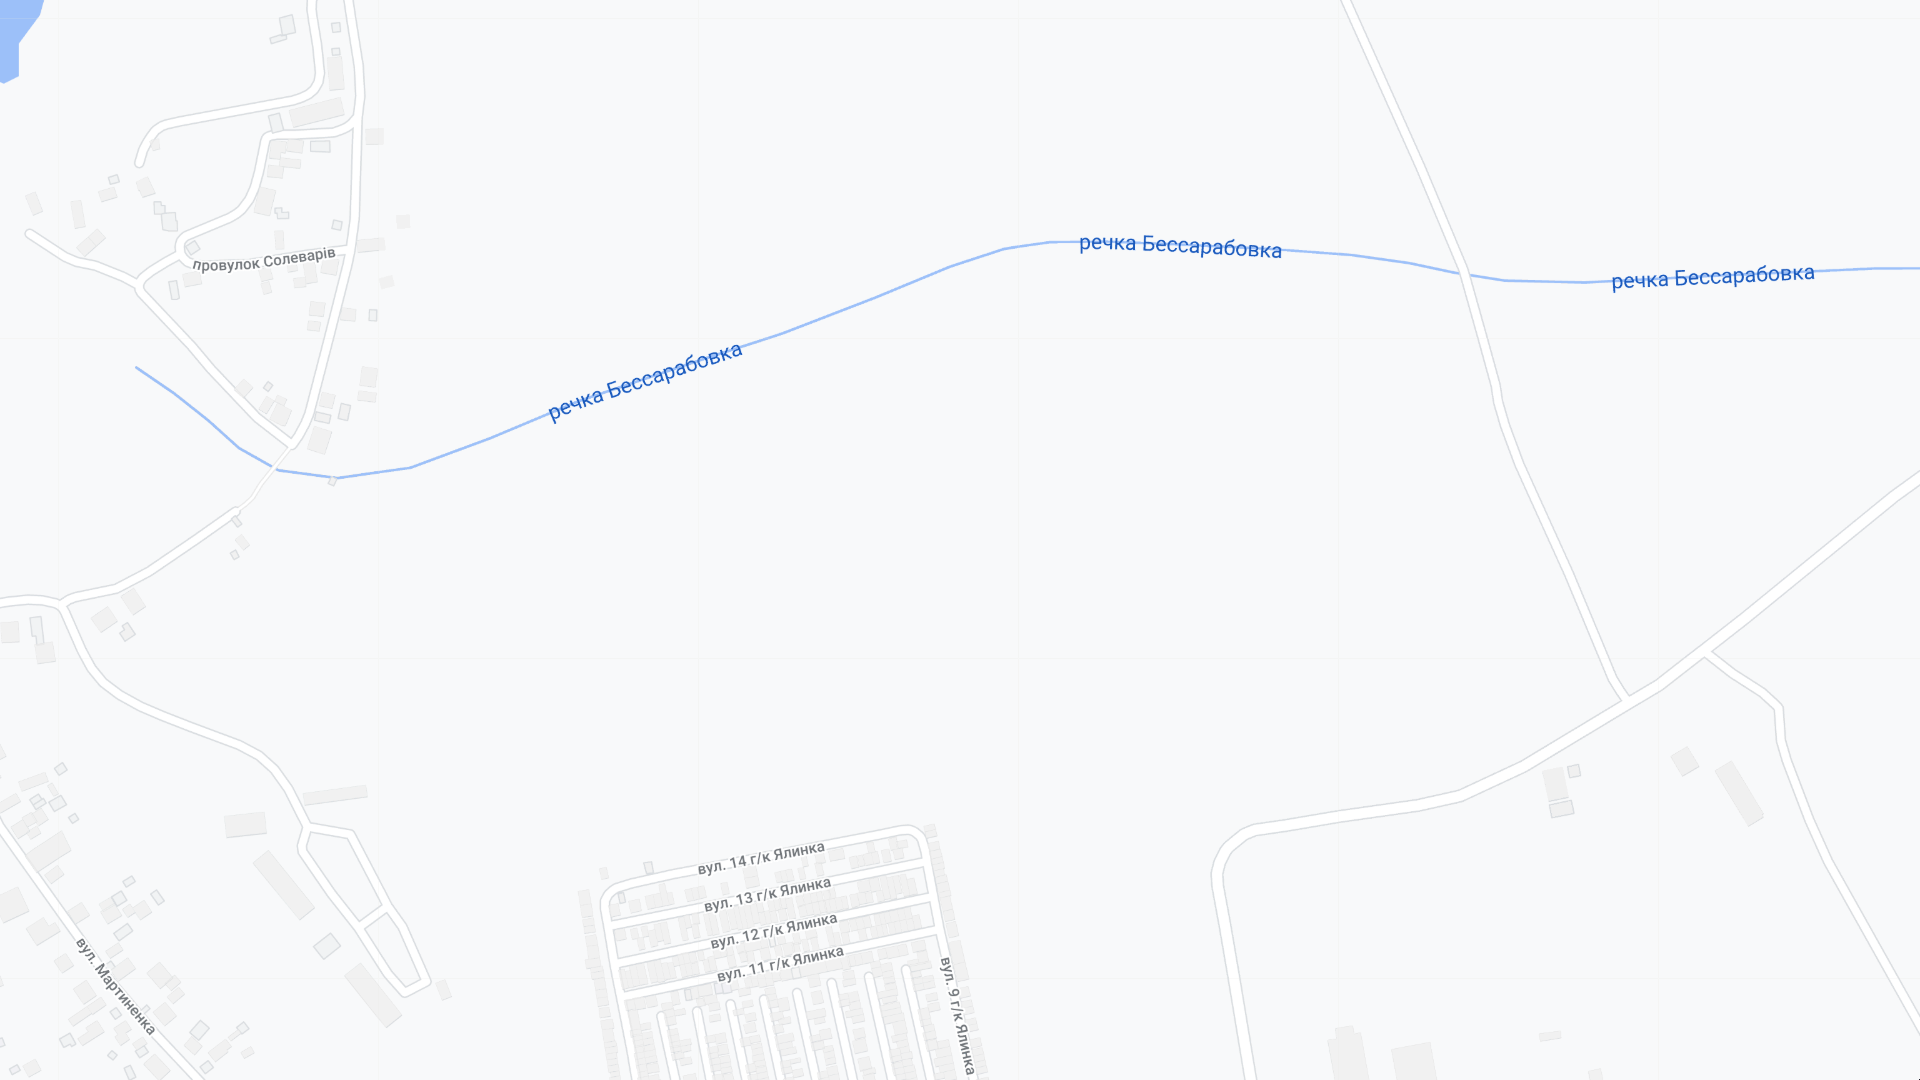 речка Бессарабовка
провулок Солеварів
речка Бессарабовка
речка Бессарабовка
вул. 14 г/к Ялинка
вул. 13 г/к Ялинка
вул. 12 г/к Ялинка
вул. 11 г/к Ялинка
вул. Мартиненка
вул. 9 г/к Ялинка